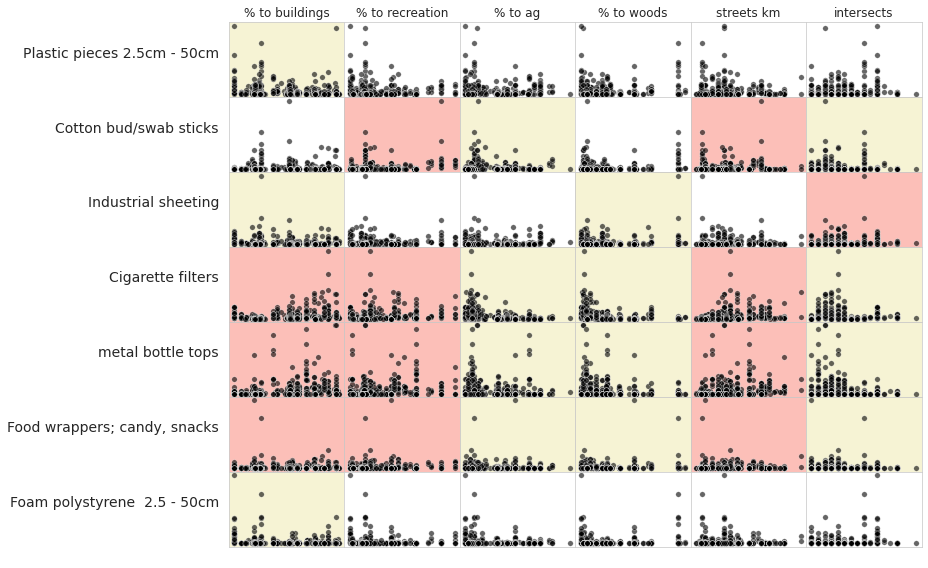 % to buildings % to recreation % to ag % to woods streets km intersects
Plastic pieces 2.5cm - 50cm
Cotton bud/swab sticks
Industrial sheeting
Cigarette filters
metal bottle tops
Food wrappers; candy, snacks
Foam polystyrene  2.5 - 50cm